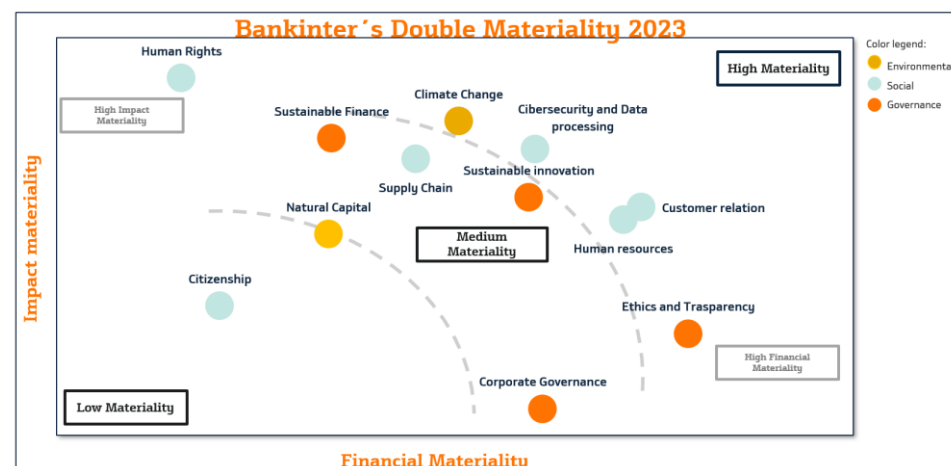 Bankinter´s Double Materiality 2023
Human Rights
High Impact
Materiality
Sustainable Finance
Climate Change
Cibersecurity and Data
processing
High Materiality
Color legend:
Environmenta
Social
Governance
Supply Chain
Sustainable innovation
Natural Capital
Customer relation
Medium
Materiality
Human resources
Citizenship
Ethics and Trasparency
High Financial
Materiality
Corporate Governance
Low Materiality
Impact materiality
Financial Materiality